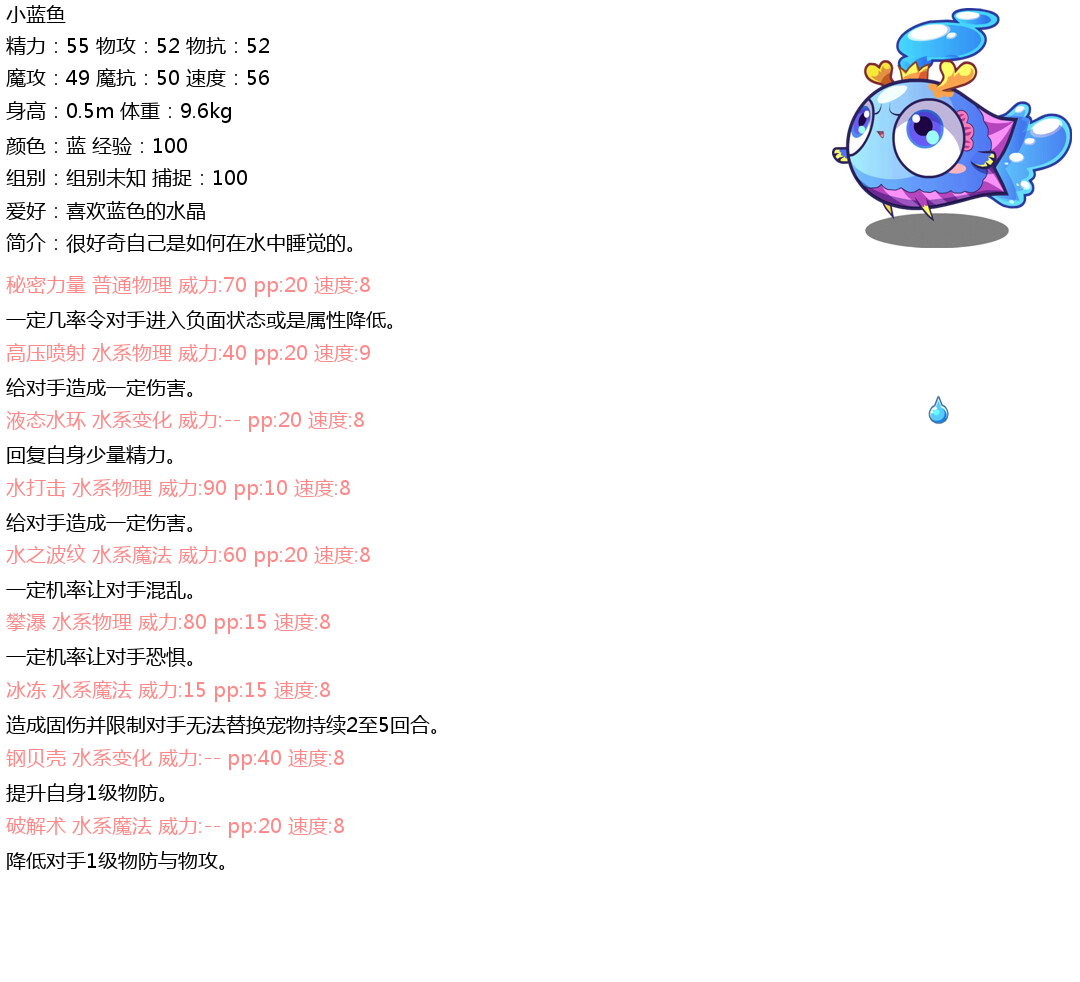 小蓝鱼
精力：55 物攻：52 物抗：52
魔攻：49 魔抗：50 速度：56
身高：0.5m 体重：9.6kg
颜色：蓝 经验：100
组别：组别未知 捕捉：100
爱好：喜欢蓝色的水晶
简介：很好奇自己是如何在水中睡觉的。
秘密力量 普通物理 威力:70 pp:20 速度:8
一定几率令对手进入负面状态或是属性降低。
高压喷射 水系物理 威力:40 pp:20 速度:9
给对手造成一定伤害。
液态水环 水系变化 威力:-- pp:20 速度:8
回复自身少量精力。
水打击 水系物理 威力:90 pp:10 速度:8
给对手造成一定伤害。
水之波纹 水系魔法 威力:60 pp:20 速度:8
一定机率让对手混乱。
攀瀑 水系物理 威力:80 pp:15 速度:8
一定机率让对手恐惧。
冰冻 水系魔法 威力:15 pp:15 速度:8
造成固伤并限制对手无法替换宠物持续2至5回合。
钢贝壳 水系变化 威力:-- pp:40 速度:8
提升自身1级物防。
破解术 水系魔法 威力:-- pp:20 速度:8
降低对手1级物防与物攻。